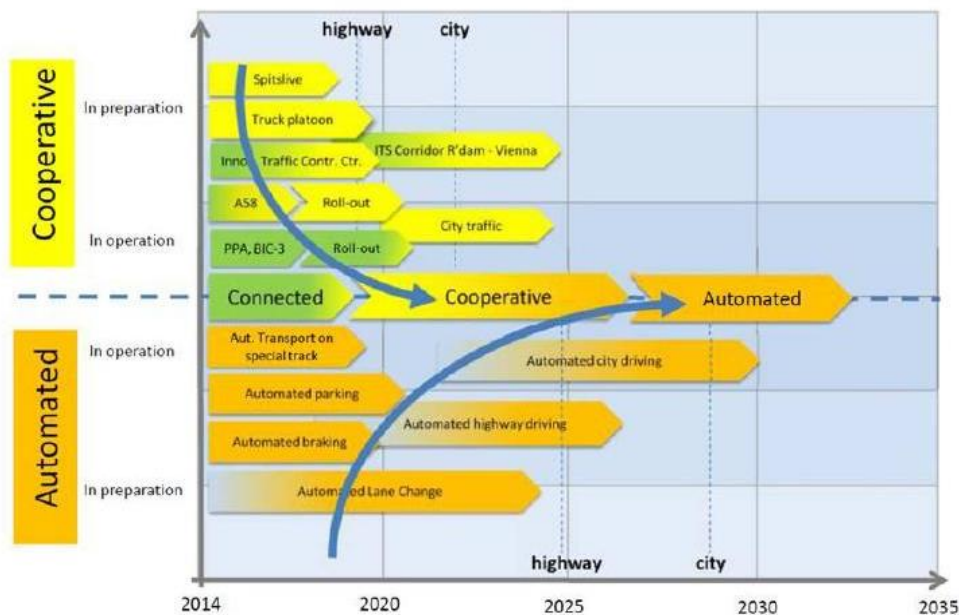 highway
city
Cooperative
In preparation
In operation
Spitslive
Truck platoon
ITS Corridor R'dam - Vienna
Inno Traffic Contr. Ctr.
A58
Roll-out
City traffic
PPA, BIC-3
Roll-out
Connected
Cooperative
Automated
Automated
In operation
In preparation
Aut. Transport on
special track
Automated city driving
Automated parking
Automated highway driving
Automated braking
Automated Lane Change
highway
city
2014
2020
2025
2030
2035